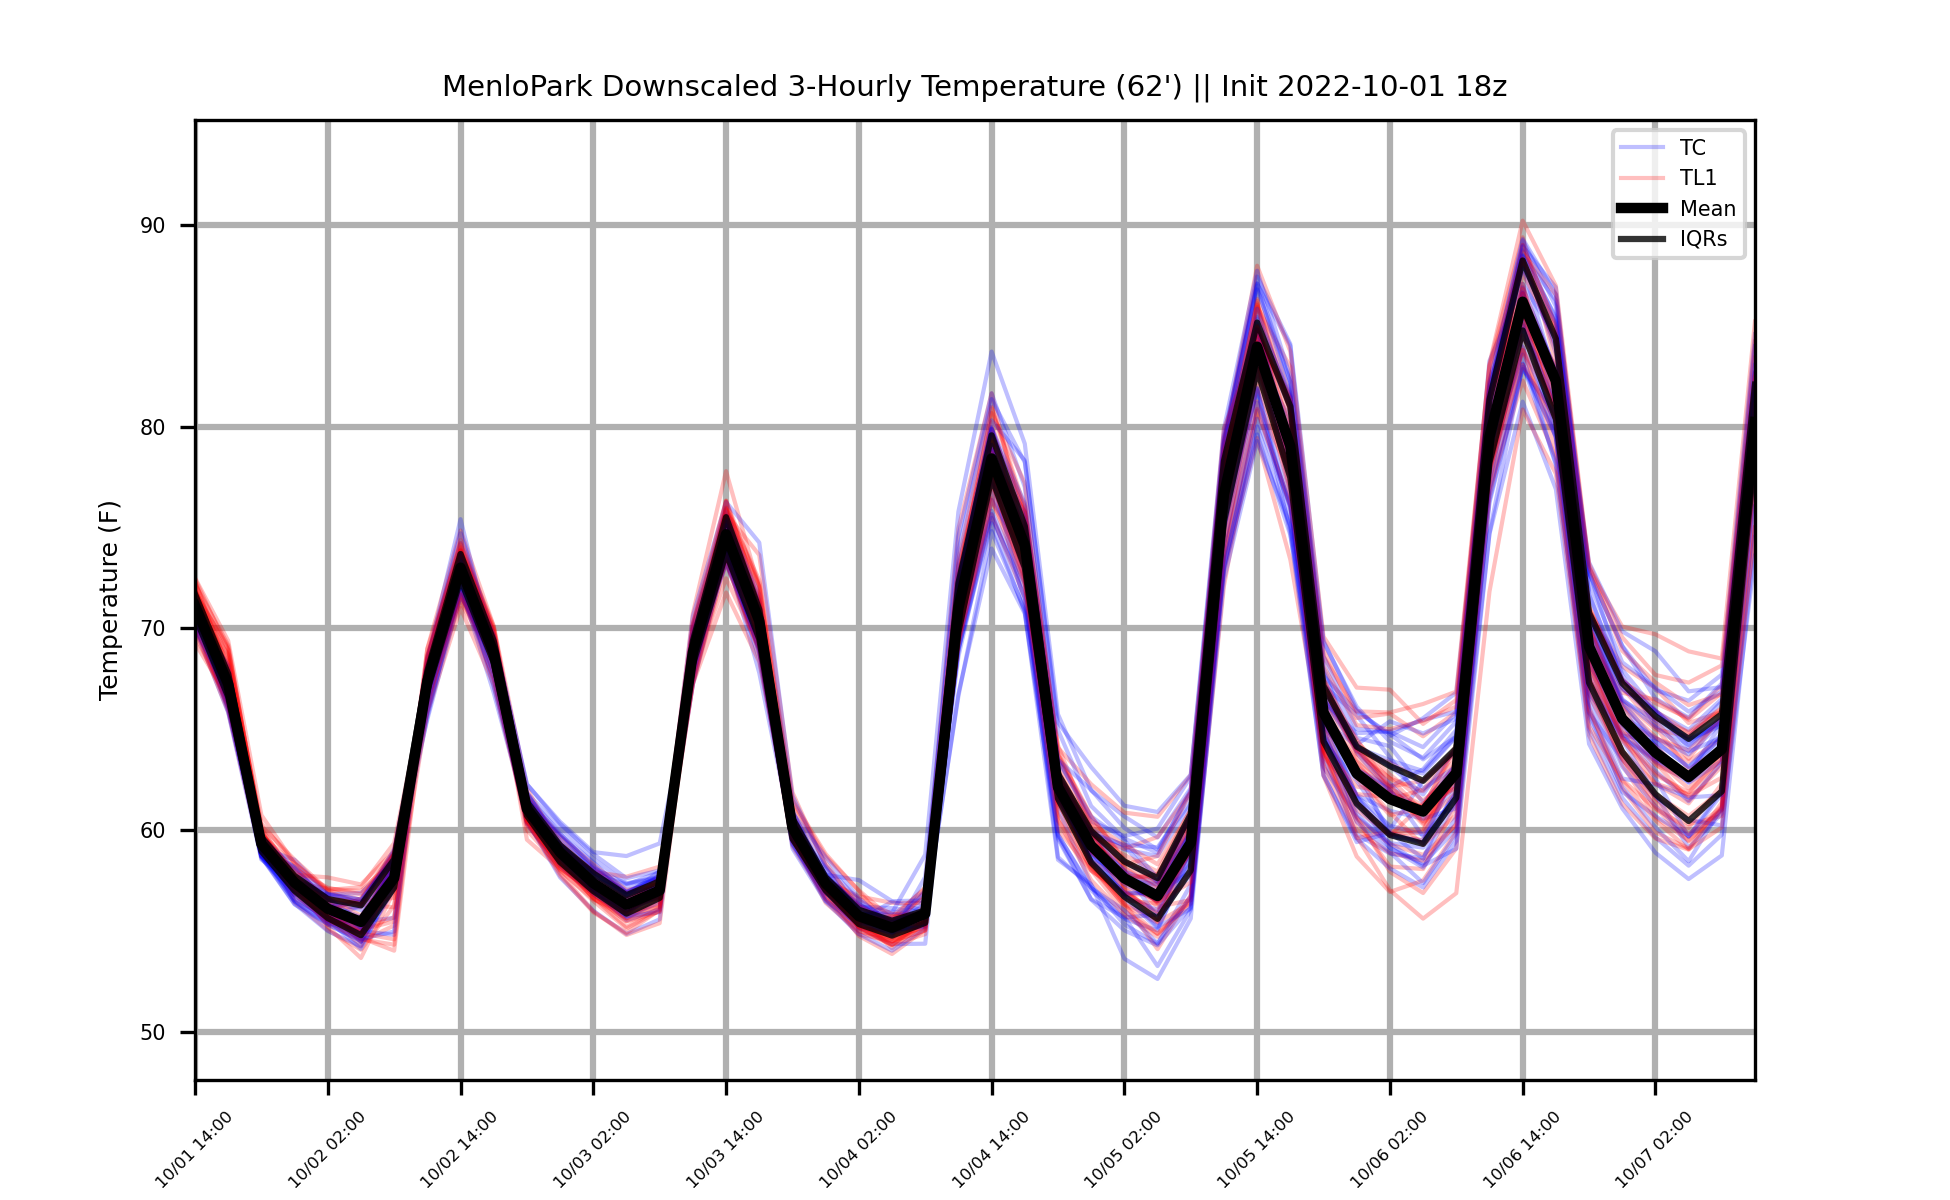 MenloPark Downscaled 3-Hourly Temperature (62') || Init 2022-10-01 18z
TC
TL1
Mean
IQRs
Temperature (F)
90
80
70
60
50
10/01 14:00
10/02 02:00
10/02 14:00
10/03 02:00
10/03 14:00
10/04 02:00
10/04 14:00
10/05 02:00
10/05 14:00
10/06 02:00
10/06 14:00
10/07 02:00